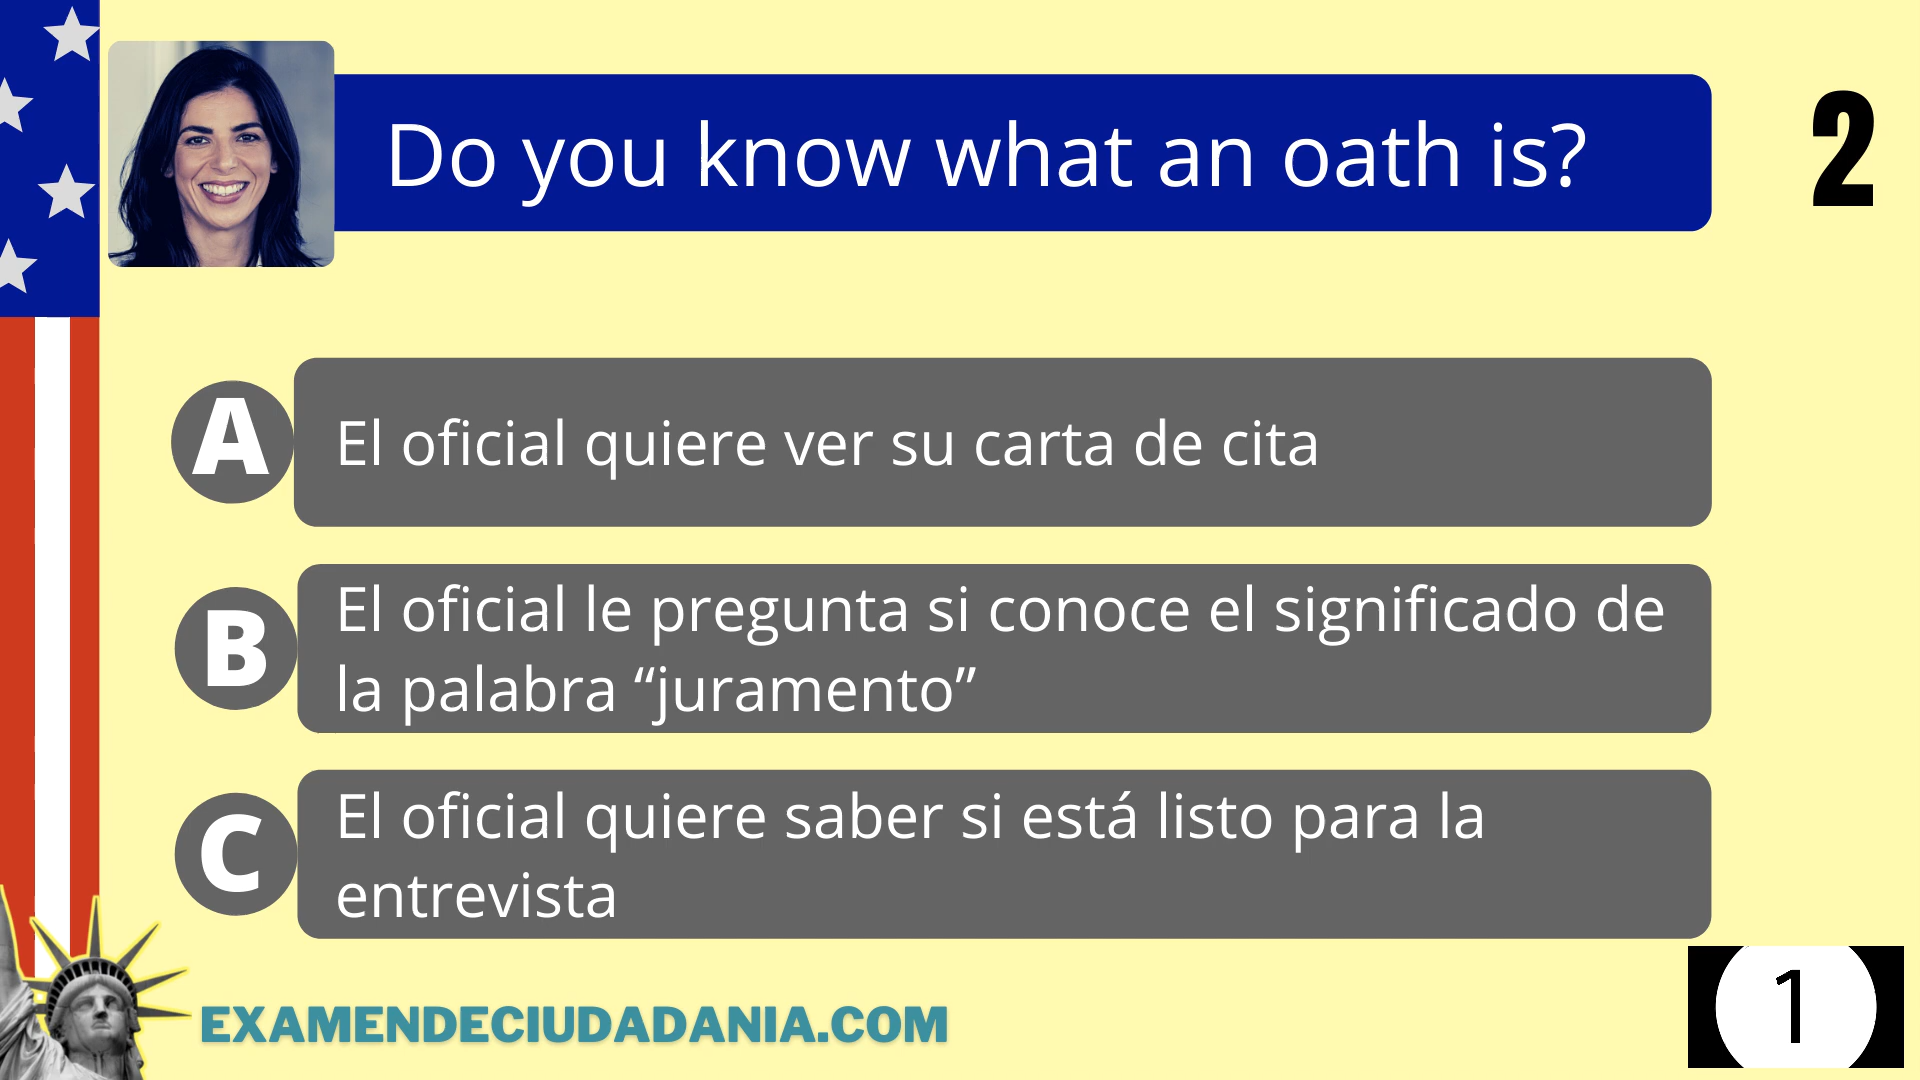 Do you know what an oath is?
2
A
El oficial quiere ver su carta de cita
B
El oficial le pregunta si conoce el significado de
la palabra “juramento”
C
El oficial quiere saber si está listo para la
entrevista
EXAMENDECIUDADANIA.COM
1